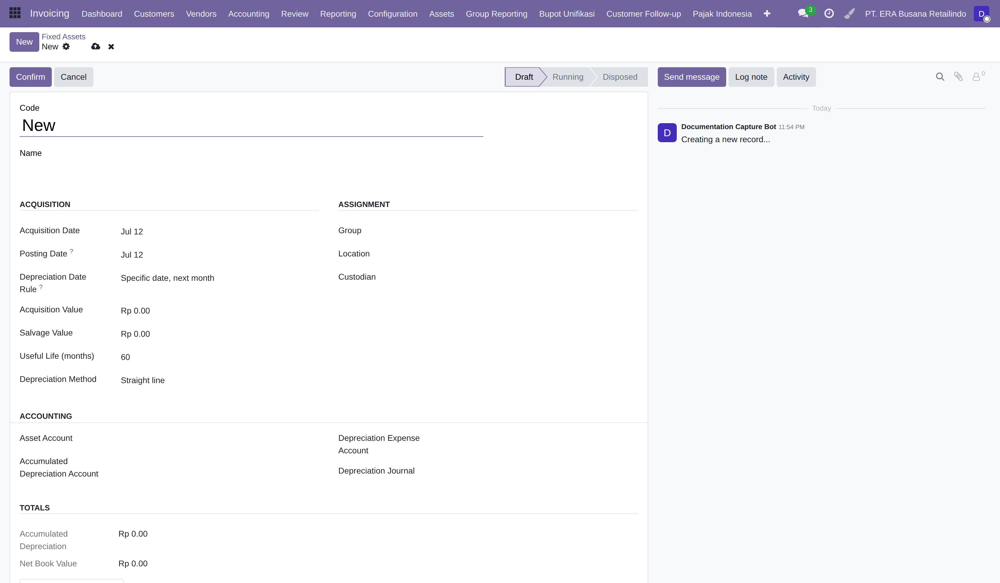 Invoicing Dashboard Customers Vendors Accounting Review Reporting Configuration Assets Group Reporting Bupot Unifikasi Customer Follow-up Pajak Indonesia 3 PT. ERA Busana Retailindo D
New
Fixed Assets
New
Confirm Cancel
Draft Running Disposed
Send message Log note Activity
0
Code
New
Name
ACQUISITION
Acquisition Date Jul 12
Posting Date ? Jul 12
Depreciation Date Specific date, next month
Rule ?
Acquisition Value Rp 0.00
Salvage Value Rp 0.00
Useful Life (months) 60
Depreciation Method Straight line
ASSIGNMENT
Group
Location
Custodian
ACCOUNTING
Asset Account
Accumulated
Depreciation Account
Depreciation Expense
Account
Depreciation Journal
TOTALS
Accumulated Rp 0.00
Depreciation
Net Book Value Rp 0.00
Today
D
Documentation Capture Bot 11:54 PM
Creating a new record...